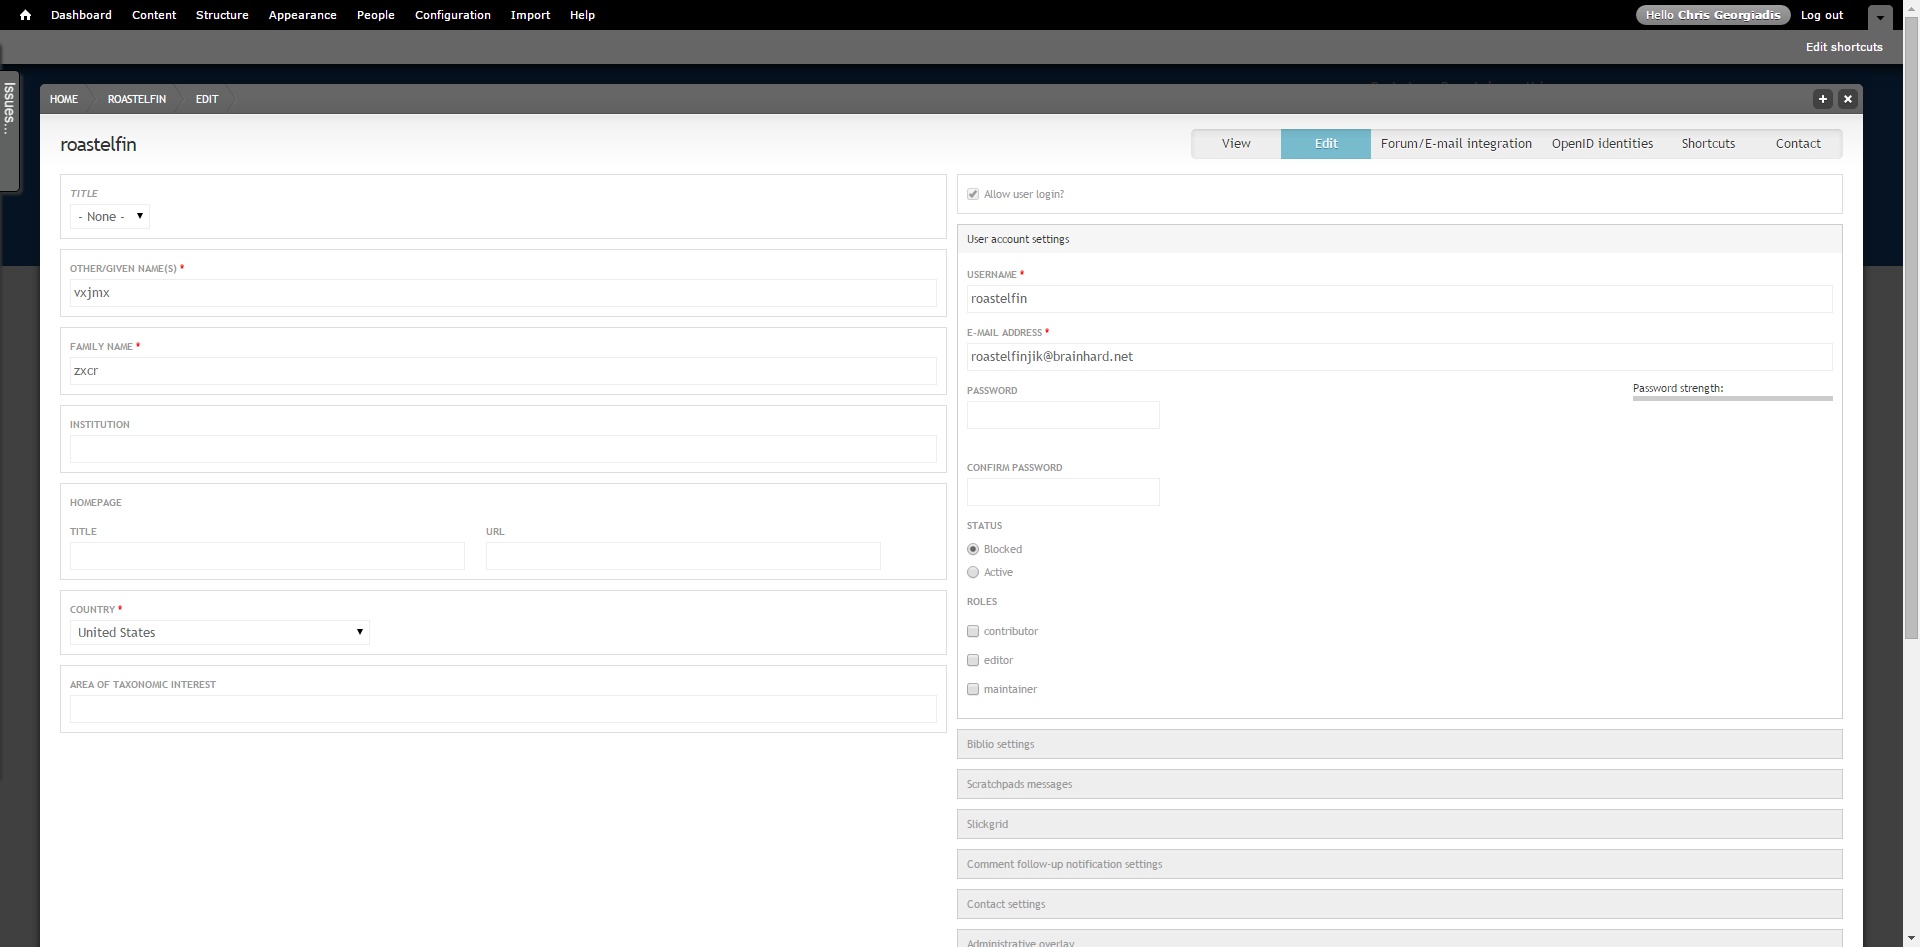 Dashboard Content Structure Appearance People Configuration Import Help Hello Chris Georgiadis Log out
Edit shortcuts
Issues...
HOME ROASTELFIN EDIT
roastelfin
View Edit Forum/E-mail integration OpenID identities Shortcuts Contact
TITLE
- None -
OTHER/GIVEN NAME(S) *
vxjmx
FAMILY NAME *
zxcr
INSTITUTION
HOMEPAGE
TITLE URL
COUNTRY *
United States
AREA OF TAXONOMIC INTEREST
Allow user login?
User account settings
USERNAME *
roastelfin
E-MAIL ADDRESS *
roastelfinjik@brainhard.net
PASSWORD
Password strength:
CONFIRM PASSWORD
STATUS
Blocked
Active
ROLES
contributor
editor
maintainer
Biblio settings
Scratchpads messages
Slickgrid
Comment follow-up notification settings
Contact settings
Administrative overlay